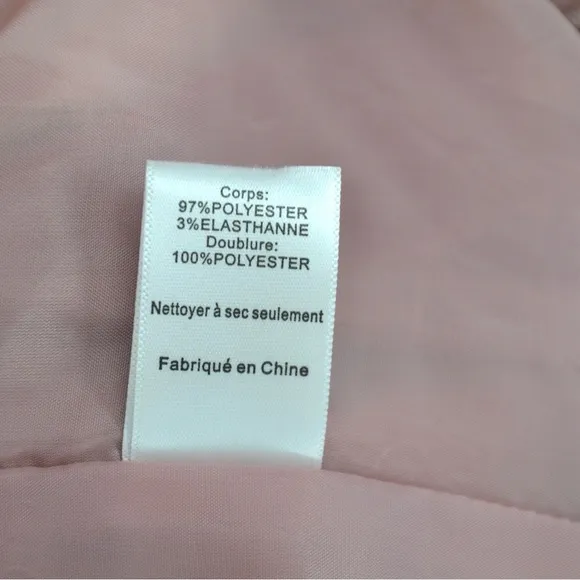 Corps:
97%POLYESTER
3%ELASTHANNE
Doublure:
100%POLYESTER
Nettoyer à sec seulement
Fabriqué en Chine